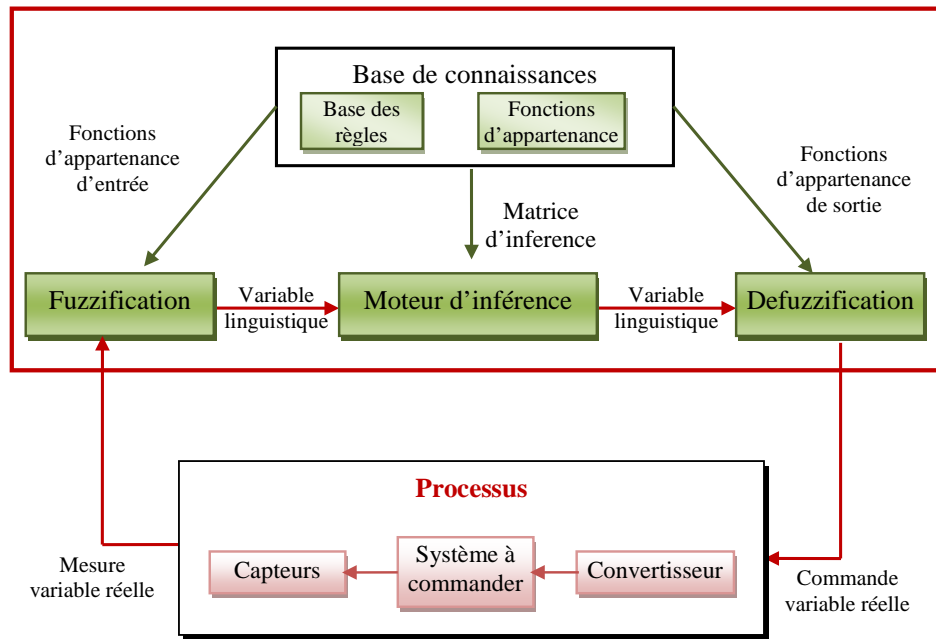 Base de connaissances
Base des
règles
Fonctions
d’appartenance
Fonctions
d’appartenance
d’entrée
Matrice
d’inference
Fonctions
d’appartenance
de sortie
Fuzzification
Variable
linguistique
Moteur d’inférence
Variable
linguistique
Defuzzification
Processus
Capteurs
Système à
commander
Convertisseur
Mesure
variable réelle
Commande
variable réelle